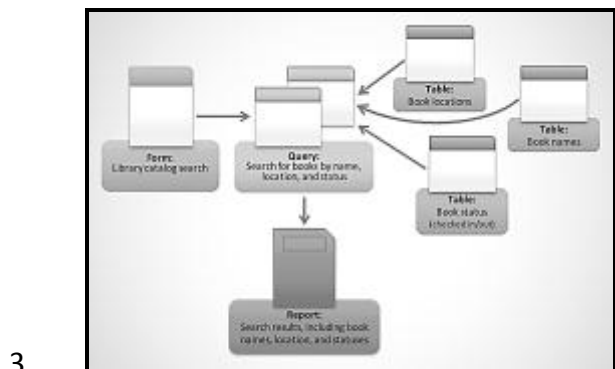 Table:
Book locations
Table:
Book names
Form:
Library catalog search
Query:
Search for books by name,
location, and status
Table:
Book status
(checked in/out)
Report:
Search results, including book
names, location, and statuses
3